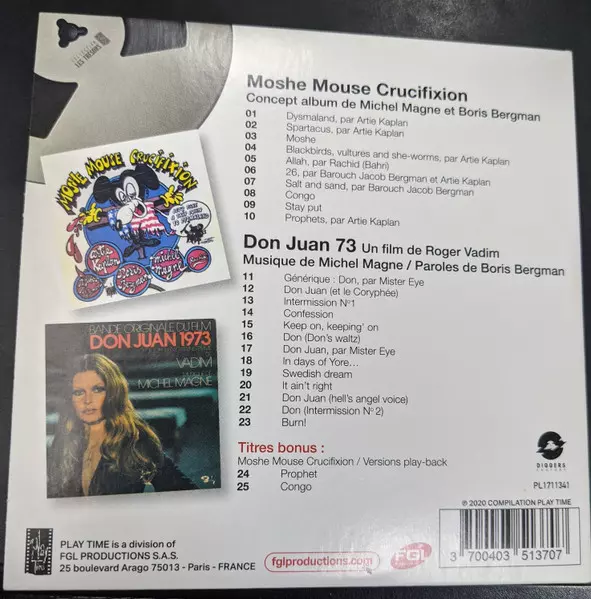 LES TRÉSORS
Moshe Mouse Crucifixion
Concept album de Michel Magne et Boris Bergman
01 Dysmaland, par Artie Kaplan
02 Spartacus, par Artie Kaplan
03 Moshe
04 Blackbirds, vultures and she-worms, par Artie Kaplan
05 Allah, par Rachid (Bahri)
06 26, par Barouch Jacob Bergman et Artie Kaplan
07 Salt and sand, par Barouch Jacob Bergman
08 Congo
09 Stay put
10 Prophets, par Artie Kaplan
MOSHE MOUSE CRUCIFIXION
Don Juan 73 Un film de Roger Vadim
Musique de Michel Magne / Paroles de Boris Bergman
11 Générique : Don, par Mister Eye
12 Don Juan (et le Coryphée)
13 Intermission N°1
14 Confession
15 Keep on, keeping' on
16 Don (Don's waltz)
17 Don Juan, par Mister Eye
18 In days of Yore...
19 Swedish dream
20 It ain't right
21 Don Juan (hell's angel voice)
22 Don (Intermission N° 2)
23 Burn!
BANDE ORIGINALE DU FILM
DON JUAN 1973
VADIM
MICHEL MAGNE
Titres bonus :
Moshe Mouse Crucifixion / Versions play-back
24 Prophet
25 Congo
DIGGERS
FACTORY
PL1711341
℗ 2020 COMPILATION PLAY TIME
PLAY TIME is a division of
FGL PRODUCTIONS S.A.S.
25 boulevard Arago 75013 - Paris - FRANCE
fglproductions.com
FGL
3 700403 513707